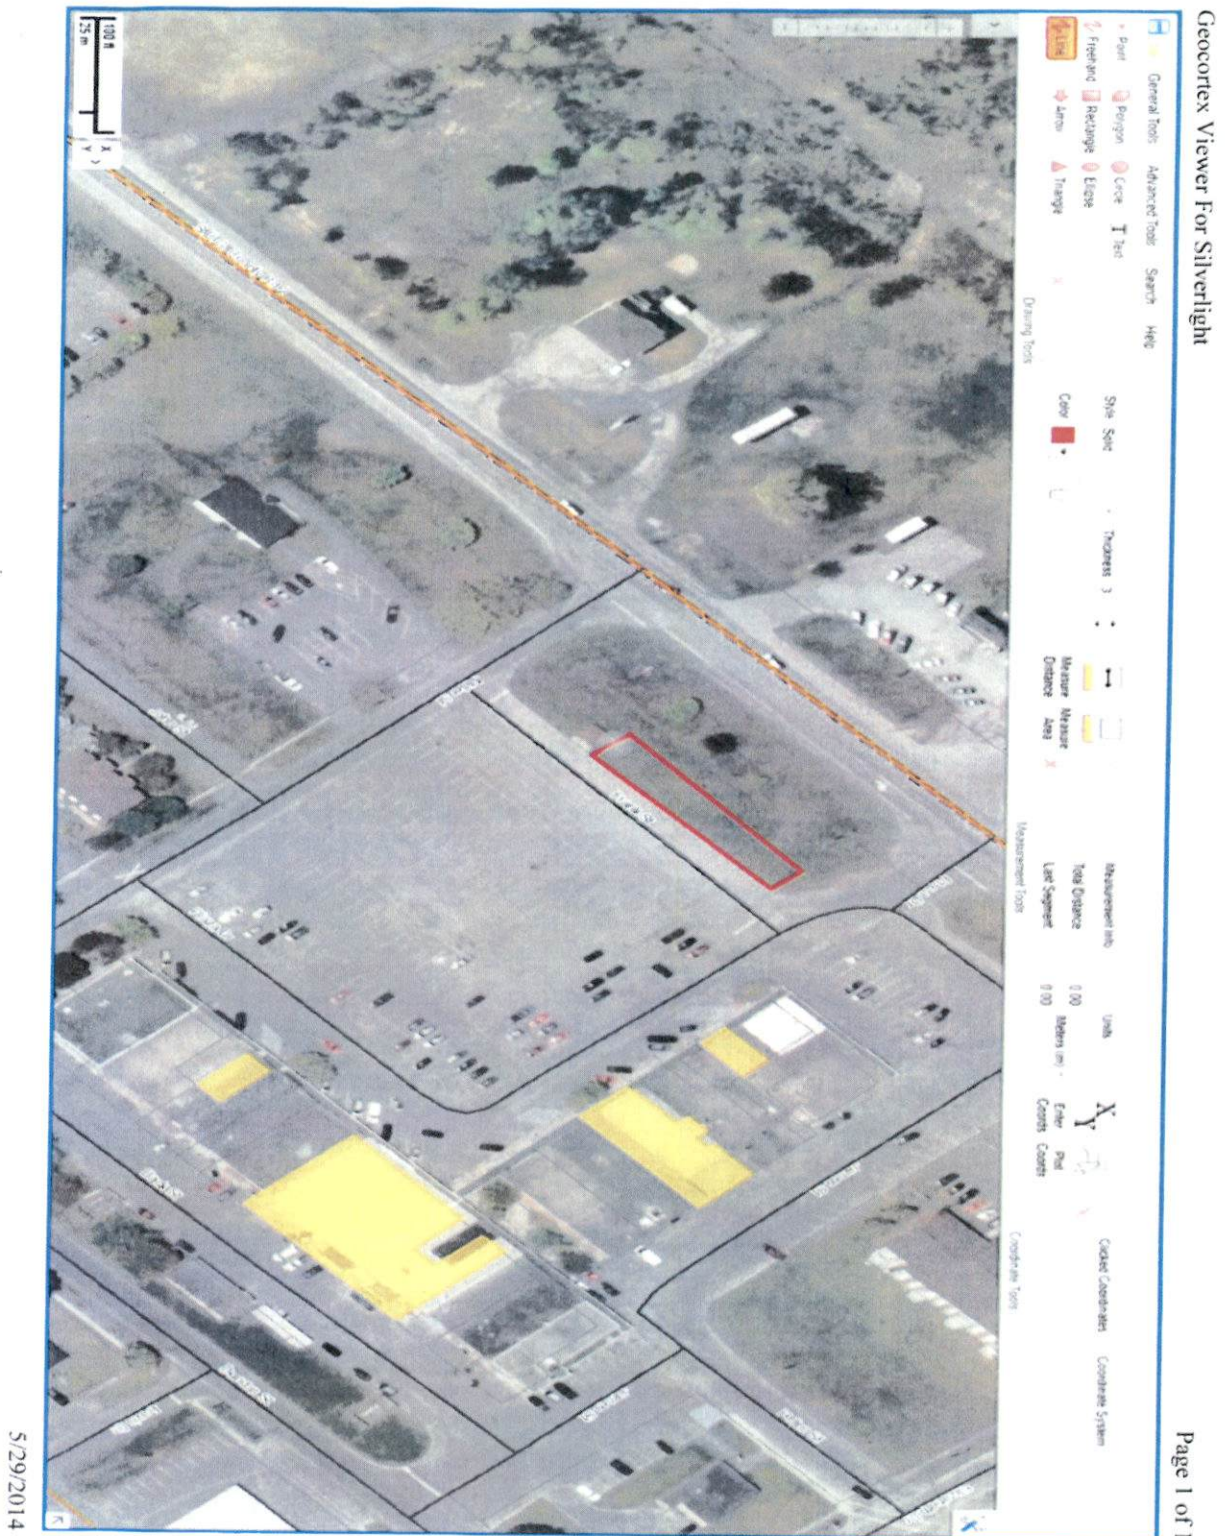 Geocortex Viewer For Silverlight
Page 1 of 1
General Tools Advanced Tools Search Help
Point Polygon Circle T Text
Freehand Rectangle Ellipse
Line Arrow Triangle
Style Solid Thickness 3
Color
Measure Distance
Measure Area
Measurement Info Units
Total Distance 0.00 Meters (m)
Last Segment 0.00
X Y
Enter Coords
Plot Coords
Clicked Coordinates Coordinate System
Drawing Tools
Measurement Tools
Coordinate Tools
100 ft
25 m
X
Y
5/29/2014